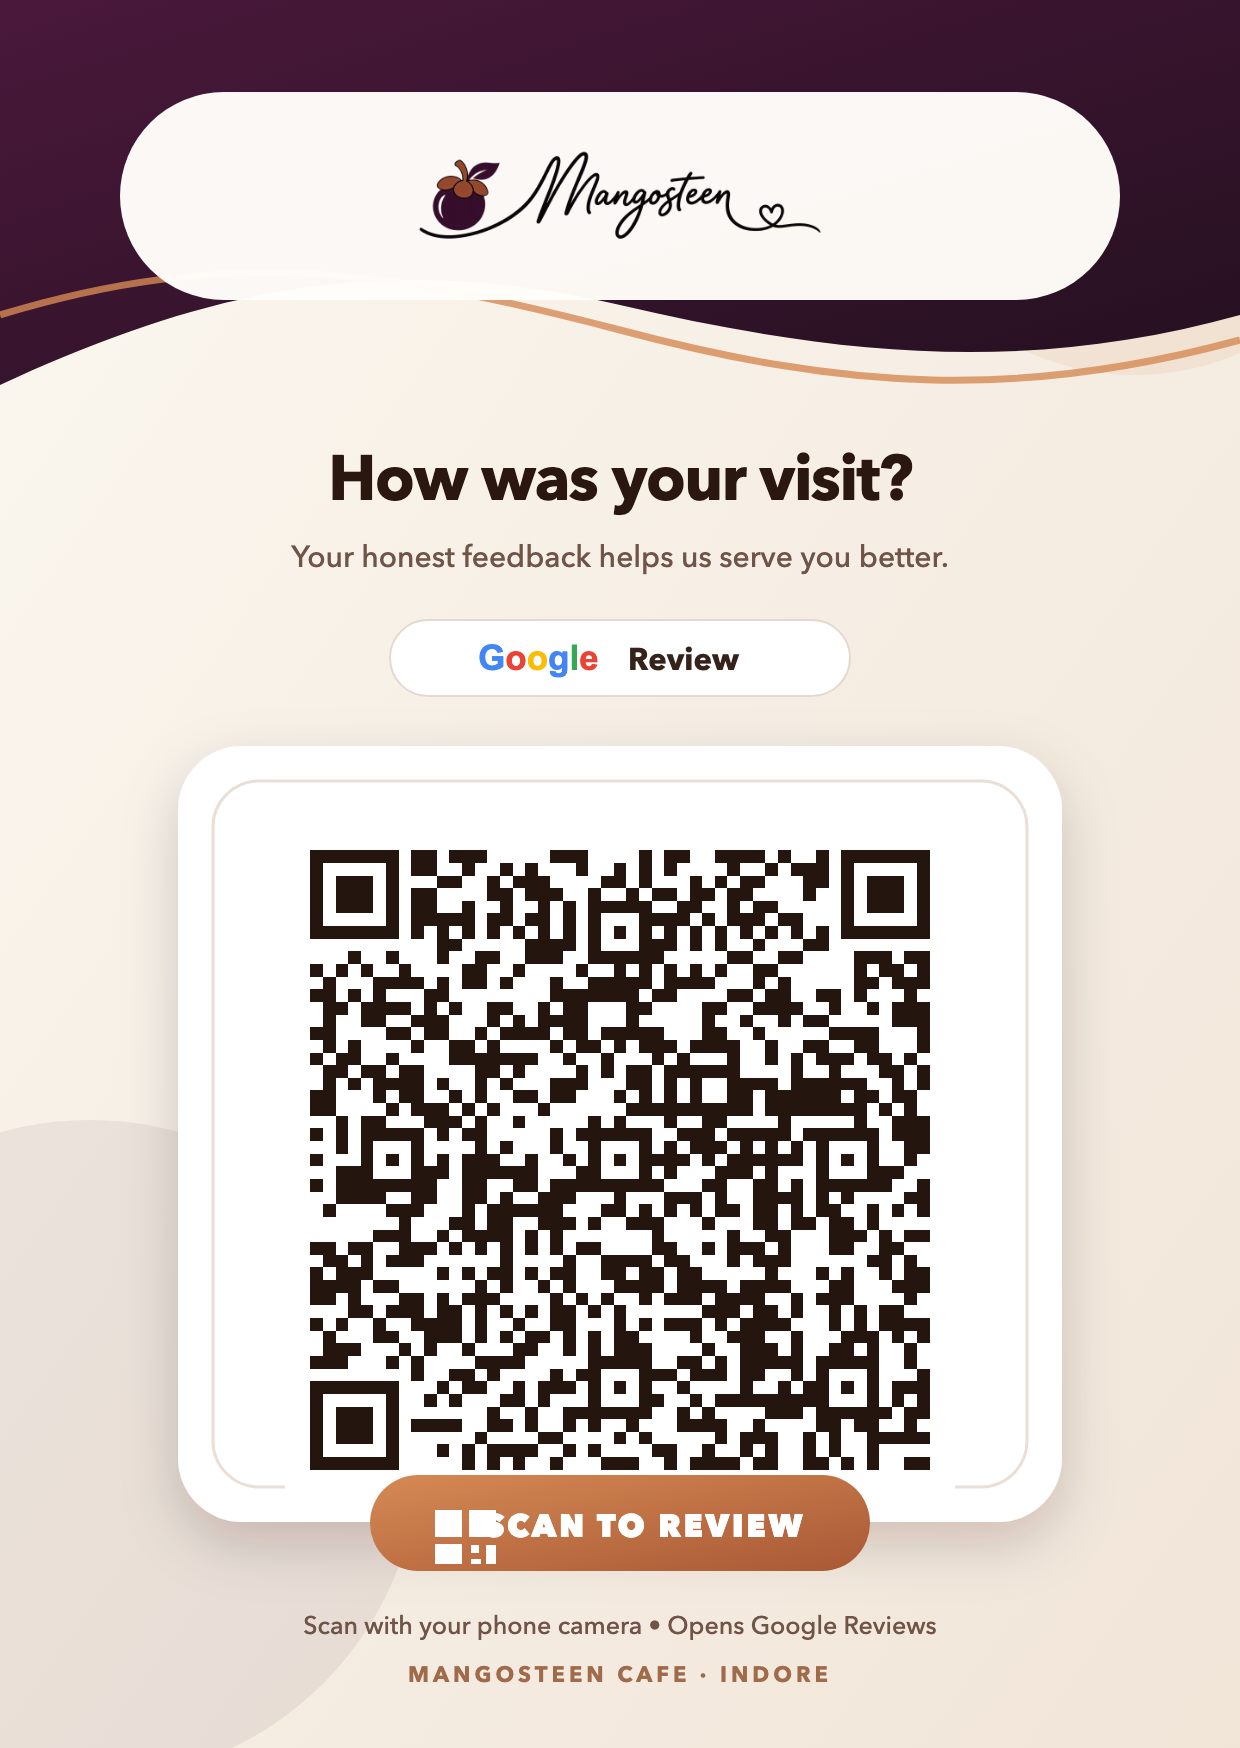 Mangosteen
How was your visit?
Your honest feedback helps us serve you better.
Google Review
SCAN TO REVIEW
Scan with your phone camera • Opens Google Reviews
MANGOSTEEN CAFE · INDORE